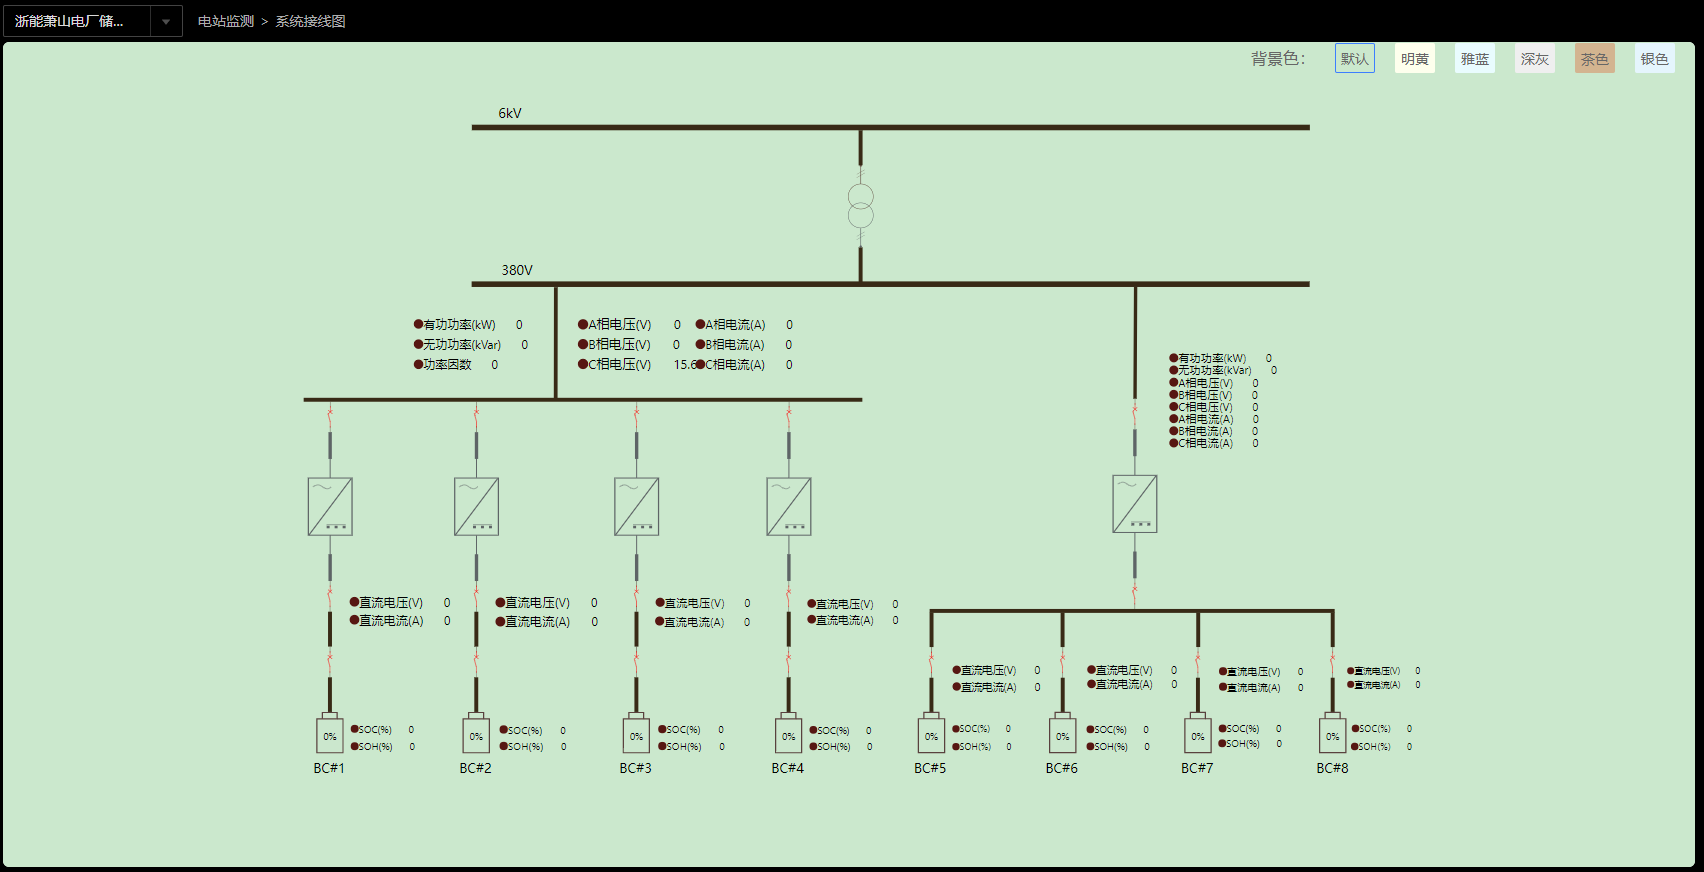 浙能萧山电厂储... 电站监测 > 系统接线图
背景色： 默认 明黄 雅蓝 深灰 茶色 银色
6kV
380V
有功功率(kW) 0 A相电压(V) 0 A相电流(A) 0
无功功率(kVar) 0 B相电压(V) 0 B相电流(A) 0
功率因数 0 C相电压(V) 15.6 C相电流(A) 0
有功功率(kW) 0
无功功率(kVar) 0
A相电压(V) 0
B相电压(V) 0
C相电压(V) 0
A相电流(A) 0
B相电流(A) 0
C相电流(A) 0
直流电压(V) 0 直流电压(V) 0 直流电压(V) 0 直流电压(V) 0
直流电流(A) 0 直流电流(A) 0 直流电流(A) 0 直流电流(A) 0
直流电压(V) 0 直流电压(V) 0 直流电压(V) 0 直流电压(V) 0
直流电流(A) 0 直流电流(A) 0 直流电流(A) 0 直流电流(A) 0
SOC(%) 0 SOC(%) 0 SOC(%) 0 SOC(%) 0 SOC(%) 0 SOC(%) 0 SOC(%) 0 SOC(%) 0
0% 0% 0% 0% 0% 0% 0% 0%
SOH(%) 0 SOH(%) 0 SOH(%) 0 SOH(%) 0 SOH(%) 0 SOH(%) 0 SOH(%) 0 SOH(%) 0
BC#1 BC#2 BC#3 BC#4 BC#5 BC#6 BC#7 BC#8